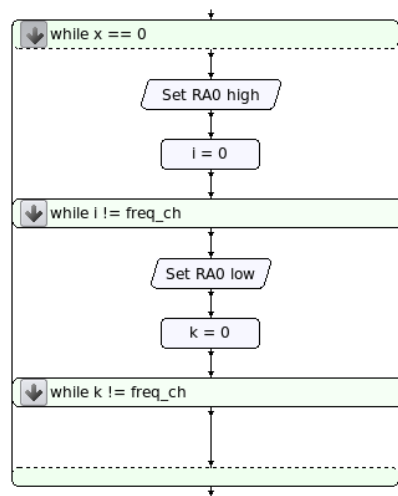 while x == 0
Set RA0 high
i = 0
while i != freq_ch
Set RA0 low
k = 0
while k != freq_ch